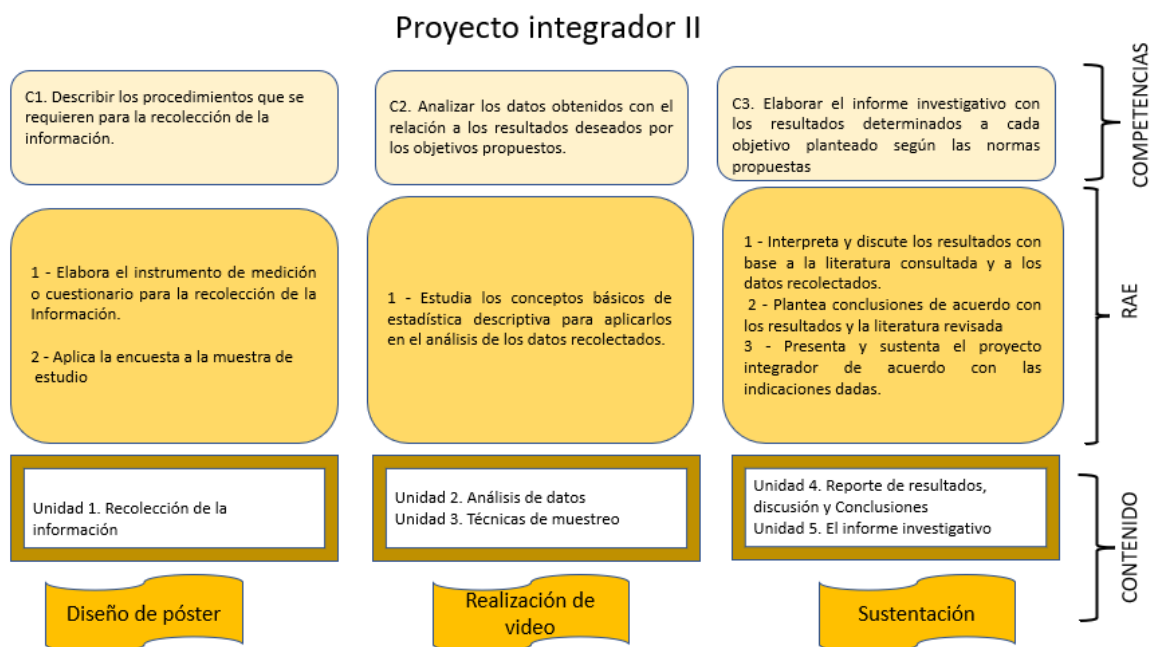 Proyecto integrador II
C1. Describir los procedimientos que se
requieren para la recolección de la
información.
C2. Analizar los datos obtenidos con el
relación a los resultados deseados por
los objetivos propuestos.
C3. Elaborar el informe investigativo con
los resultados determinados a cada
objetivo planteado según las normas
propuestas
COMPETENCIAS
1 - Elabora el instrumento de medición
o cuestionario para la recolección de la
Información.
2 - Aplica la encuesta a la muestra de
estudio
1 - Estudia los conceptos básicos de
estadística descriptiva para aplicarlos
en el análisis de los datos recolectados.
1 - Interpreta y discute los resultados con
base a la literatura consultada y a los
datos recolectados.
2 - Plantea conclusiones de acuerdo con
los resultados y la literatura revisada
3 - Presenta y sustenta el proyecto
integrador de acuerdo con las
indicaciones dadas.
RAE
Unidad 1. Recolección de la
información
Unidad 2. Análisis de datos
Unidad 3. Técnicas de muestreo
Unidad 4. Reporte de resultados,
discusión y Conclusiones
Unidad 5. El informe investigativo
CONTENIDO
Diseño de póster
Realización de
video
Sustentación